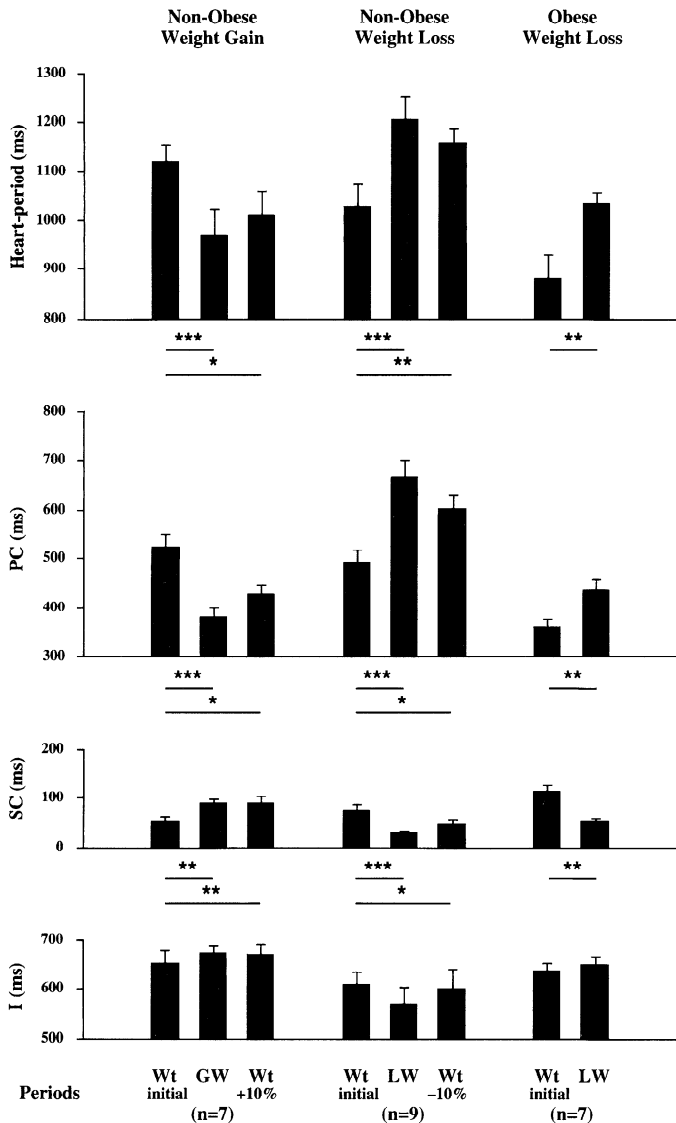 Non-Obese Weight Gain
Non-Obese Weight Loss
Obese Weight Loss
Heart-period (ms)
1300
1200
1100
1000
900
800
*** *** **
* **
PC (ms)
800
700
600
500
400
300
*** *** **
* *
SC (ms)
200
100
0
** *** **
** *
I (ms)
700
600
500
Periods
Wt initial GW Wt +10%
(n=7)
Wt initial LW Wt –10%
(n=9)
Wt initial LW
(n=7)